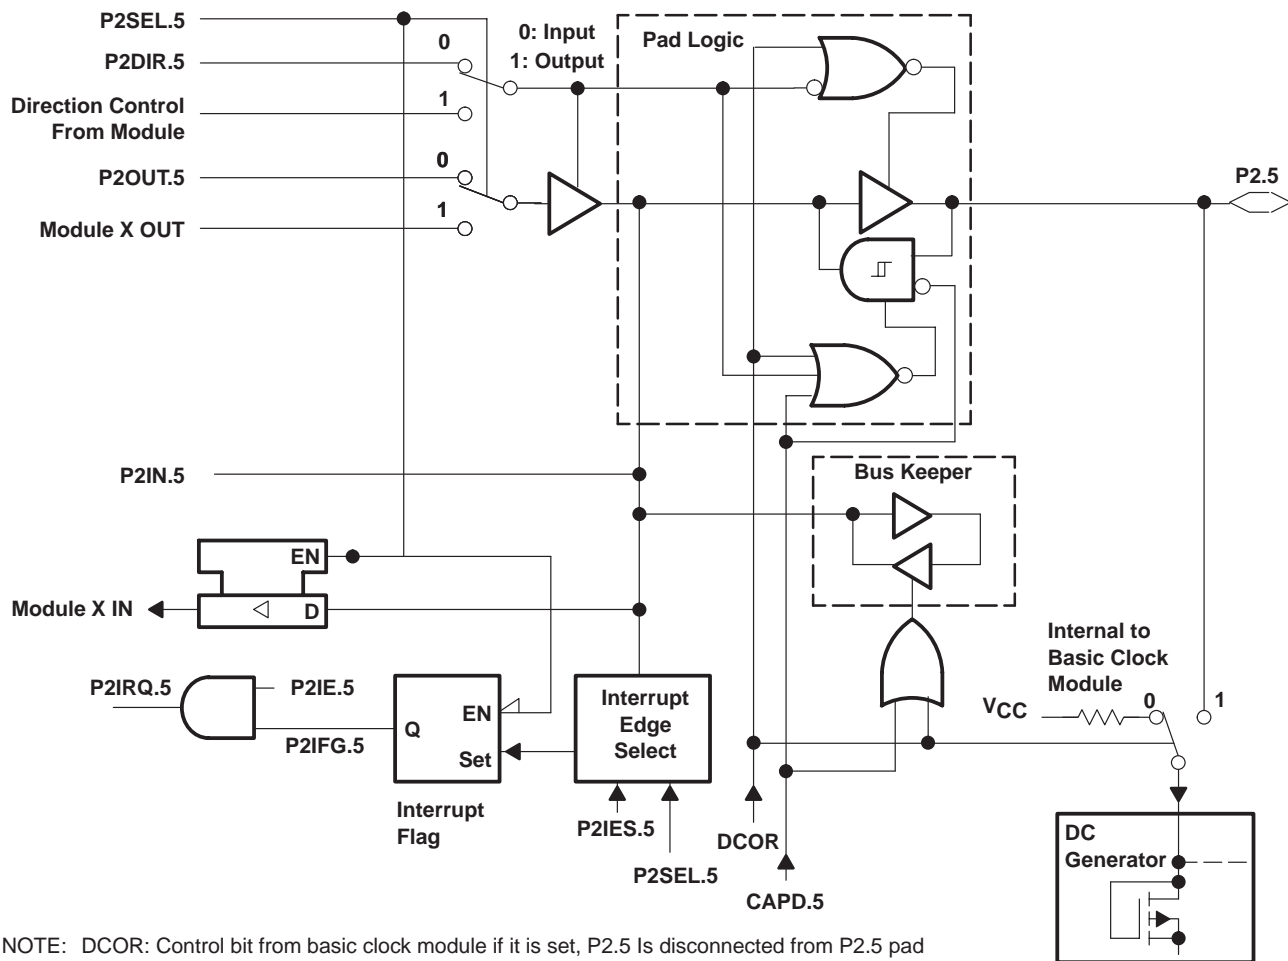 P2SEL.5
0: Input
1: Output
Pad Logic
0
P2DIR.5
1
Direction Control
From Module
0
P2OUT.5
P2.5
1
Module X OUT
P2IN.5
Bus Keeper
EN
Module X IN
D
Internal to
Basic Clock
Module
P2IRQ.5
P2IE.5
Interrupt
Edge
Select
EN
0
1
VCC
Q
P2IFG.5
Set
Interrupt
Flag
P2IES.5
DCOR
DC
Generator
P2SEL.5
CAPD.5
NOTE: DCOR: Control bit from basic clock module if it is set, P2.5 Is disconnected from P2.5 pad